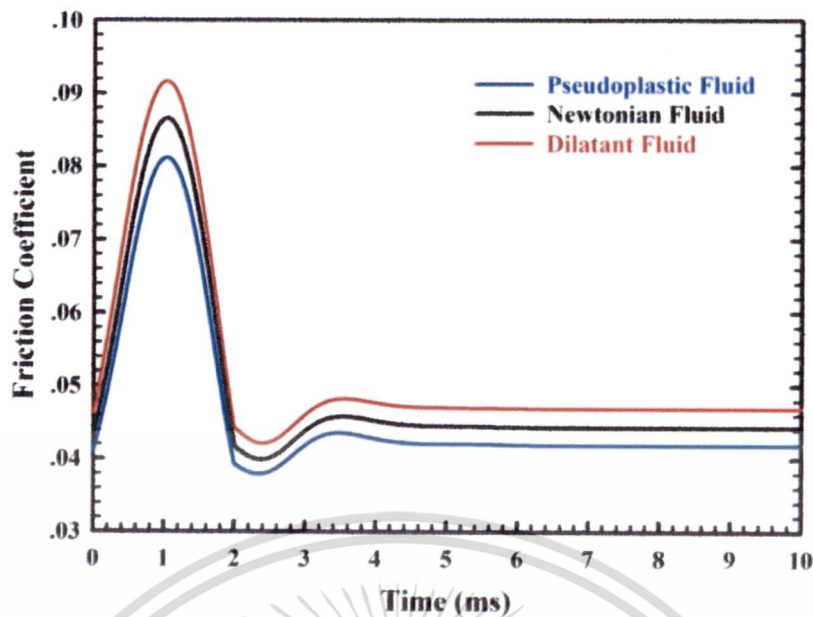 .10
.09
.08
.07
.06
.05
.04
.03
Friction Coefficient
Pseudoplastic Fluid
Newtonian Fluid
Dilatant Fluid
0 1 2 3 4 5 6 7 8 9 10
Time (ms)